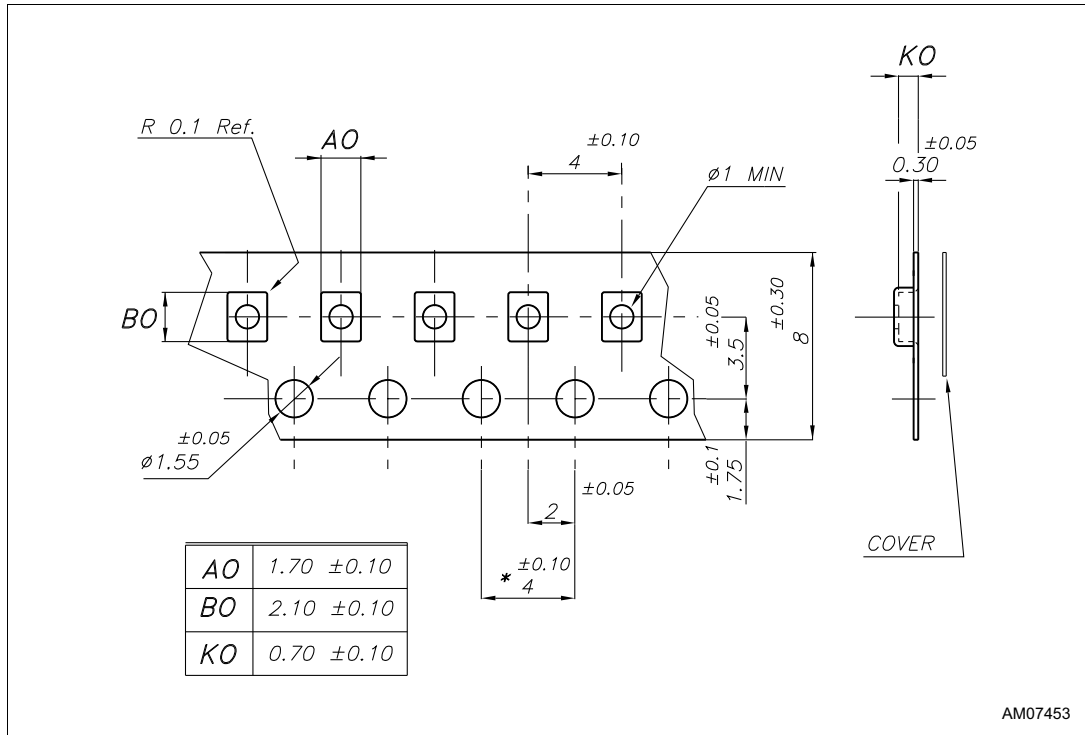 KO
R 0.1 Ref.
AO
±0.10
4
ø1 MIN
±0.05
0.30
BO
±0.05
3.5
±0.30
8
±0.05
ø1.55
±0.1
1.75
±0.05
2
±0.10
* 4
COVER
AO 1.70 ±0.10
BO 2.10 ±0.10
KO 0.70 ±0.10
AM07453